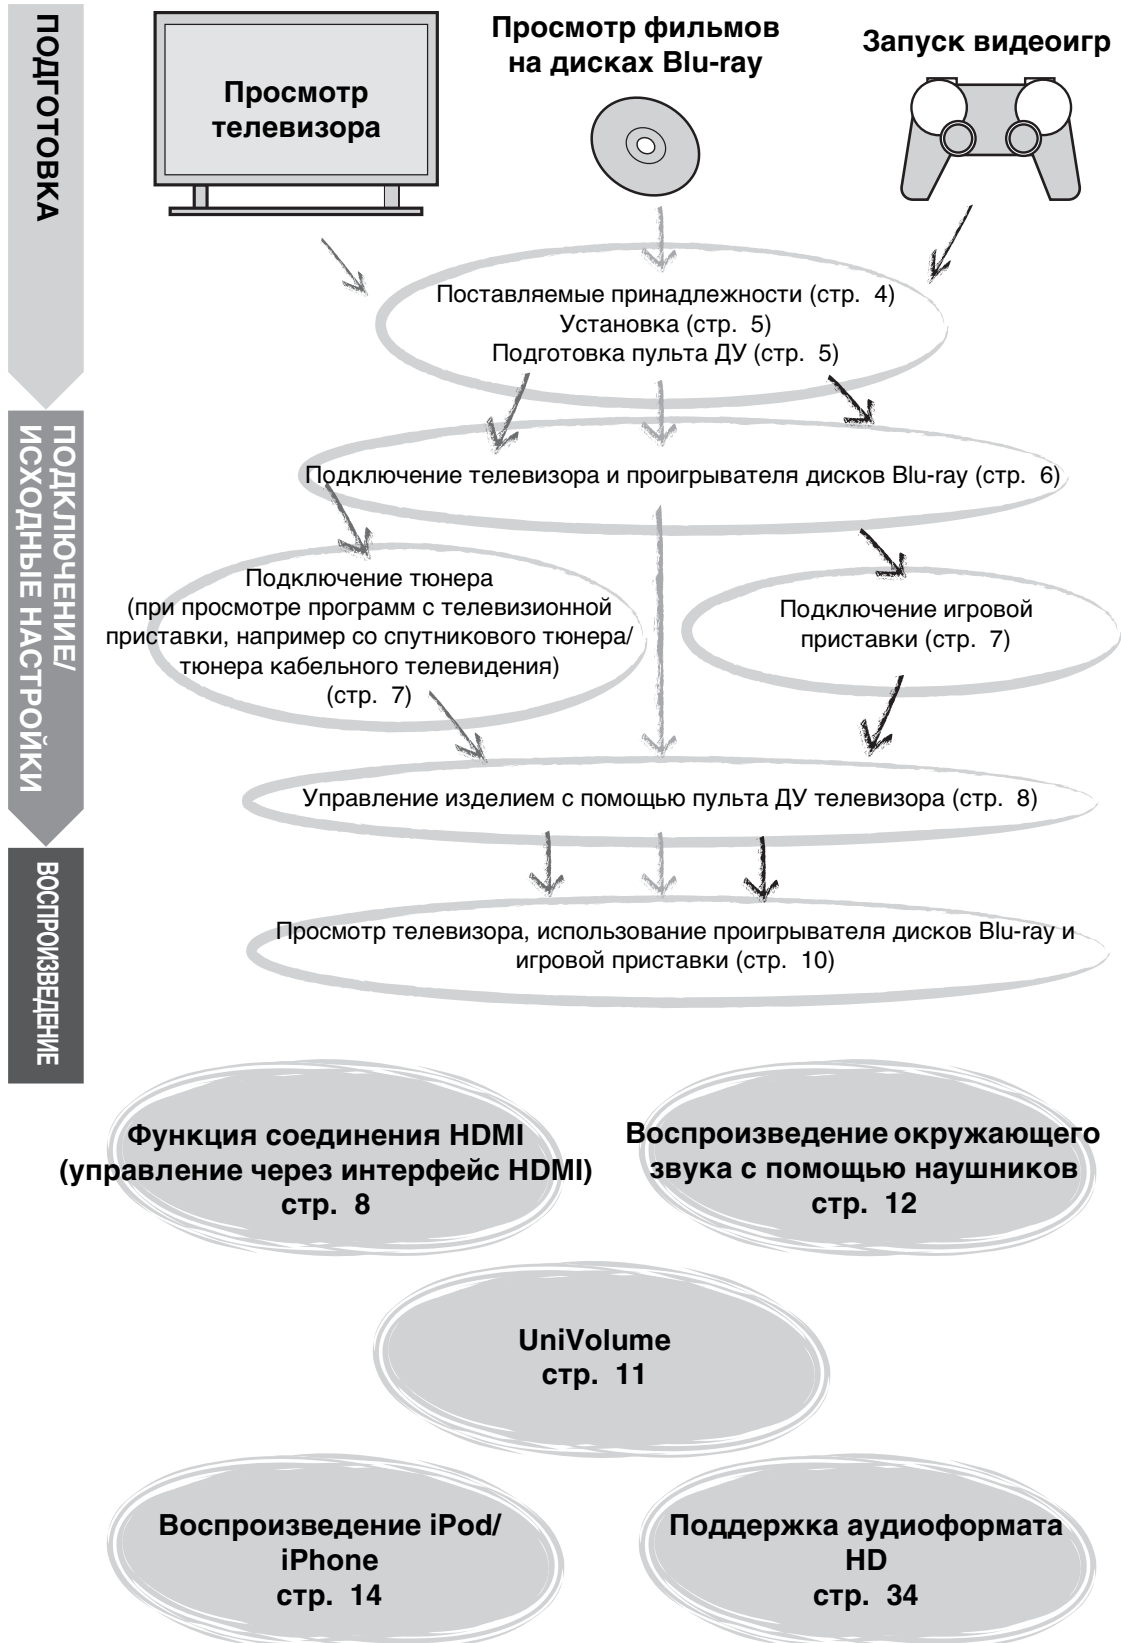 ПОДГОТОВКА
Просмотр
телевизора
Просмотр фильмов
на дисках Blu-ray
Запуск видеоигр
Поставляемые принадлежности (стр. 4)
Установка (стр. 5)
Подготовка пульта ДУ (стр. 5)
ПОДКЛЮЧЕНИЕ/
ИСХОДНЫЕ НАСТРОЙКИ
Подключение телевизора и проигрывателя дисков Blu-ray (стр. 6)
Подключение тюнера
(при просмотре программ с телевизионной
приставки, например со спутникового тюнера/
тюнера кабельного телевидения)
(стр. 7)
Подключение игровой
приставки (стр. 7)
Управление изделием с помощью пульта ДУ телевизора (стр. 8)
ВОСПРОИЗВЕДЕНИЕ
Просмотр телевизора, использование проигрывателя дисков Blu-ray и
игровой приставки (стр. 10)
Функция соединения HDMI
(управление через интерфейс HDMI)
стр. 8
Воспроизведение окружающего
звука с помощью наушников
стр. 12
UniVolume
стр. 11
Воспроизведение iPod/
iPhone
стр. 14
Поддержка аудиоформата
HD
стр. 34